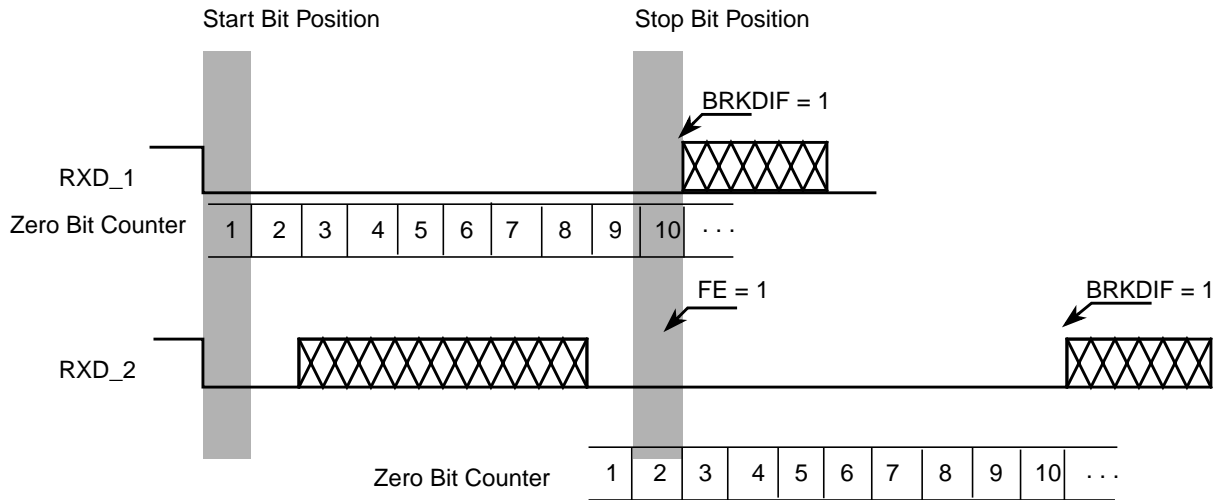 Start Bit Position Stop Bit Position
BRKDIF = 1
RXD_1
Zero Bit Counter 1 2 3 4 5 6 7 8 9 10 . . .
FE = 1 BRKDIF = 1
RXD_2
Zero Bit Counter 1 2 3 4 5 6 7 8 9 10 . . .